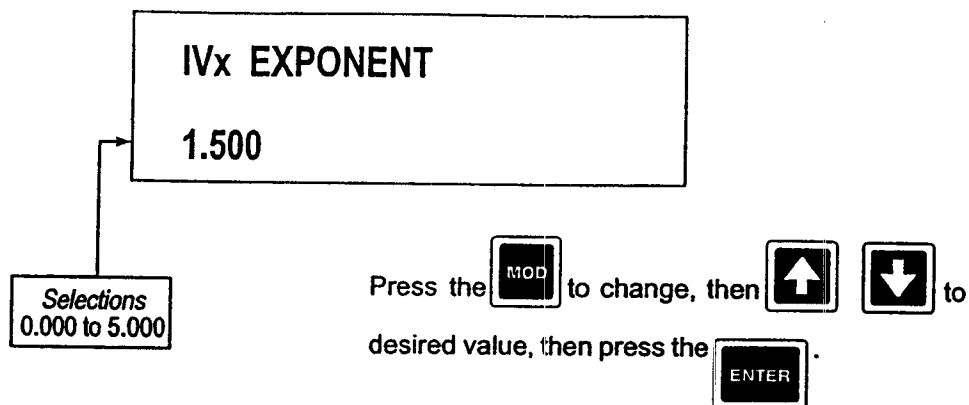 IVx EXPONENT
1.500
Selections
0.000 to 5.000
Press the MOD to change, then to
desired value, then press the ENTER.